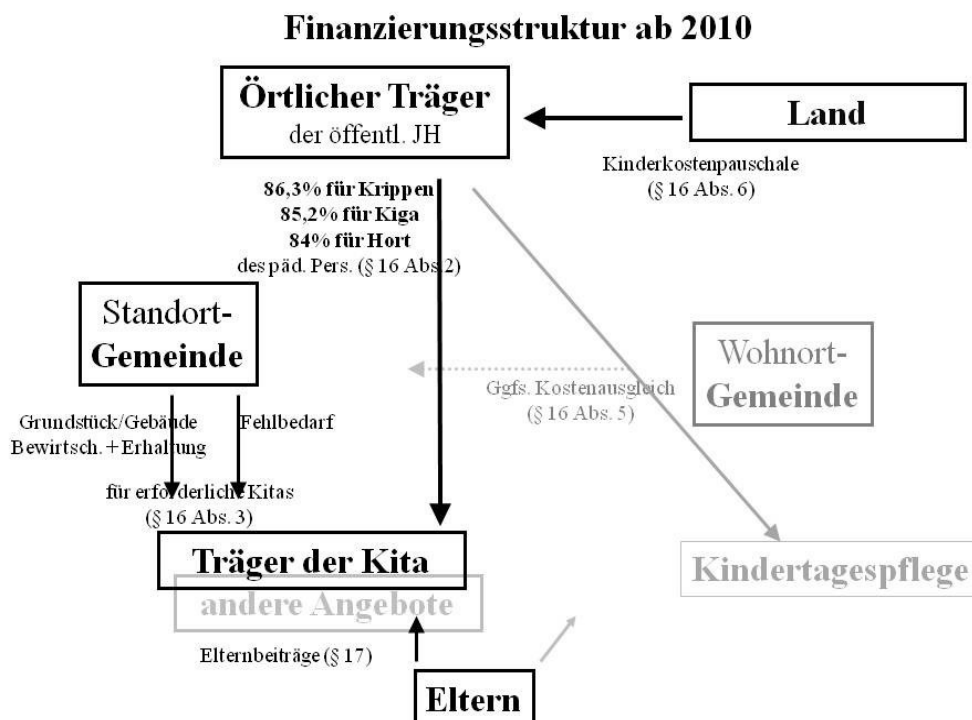 Finanzierungsstruktur ab 2010
Örtlicher Träger
der öffentl. JH
Land
Kinderkostenpauschale
(§ 16 Abs. 6)
86,3% für Krippen
85,2% für Kiga
84% für Hort
des päd. Pers. (§ 16 Abs.2)
Standort-
Gemeinde
Wohnort-
Gemeinde
Ggfs. Kostenausgleich
(§ 16 Abs. 5)
Grundstück/Gebäude
Bewirtsch. + Erhaltung
Fehlbedarf
für erforderliche Kitas
(§ 16 Abs. 3)
Träger der Kita
andere Angebote
Kindertagespflege
Elternbeiträge (§ 17)
Eltern